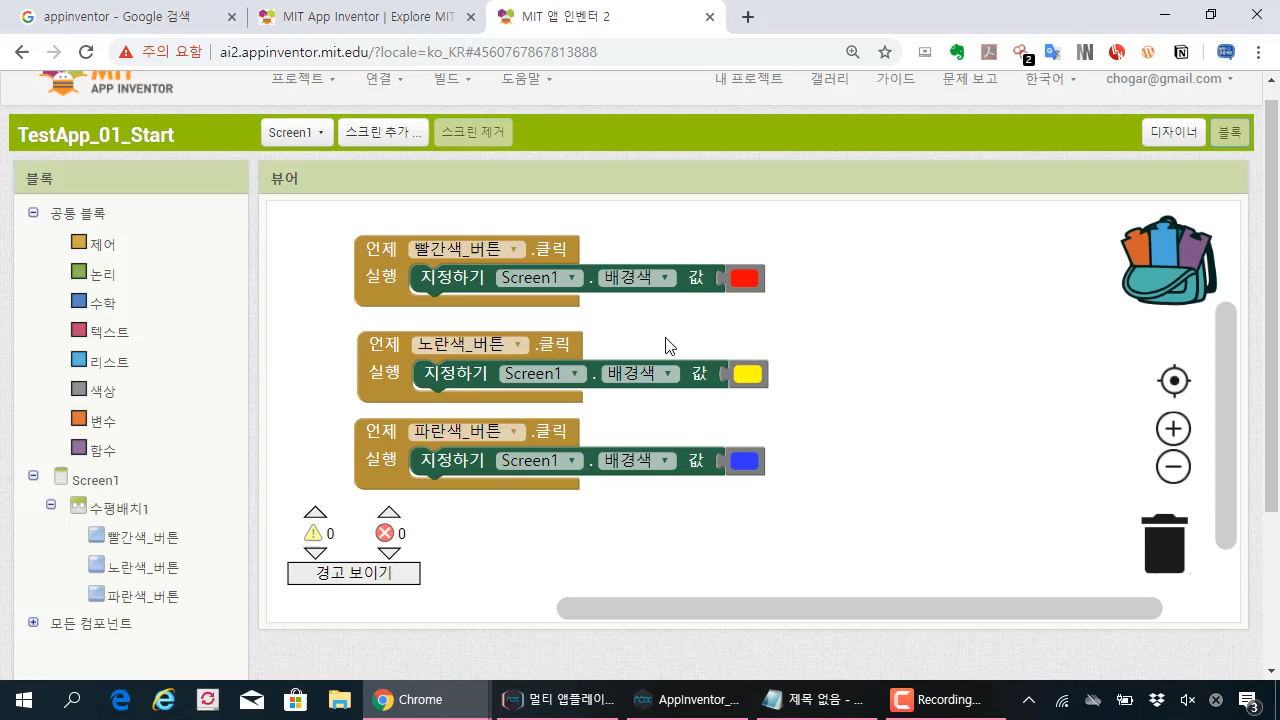 appinventor - Google 검색
MIT App Inventor | Explore MIT
MIT 앱 인벤터 2
주의 요함 ai2.appinventor.mit.edu/?locale=ko_KR#4560767867813888
2
MIT
APP INVENTOR
프로젝트 연결 빌드 도움말 내 프로젝트 갤러리 가이드 문제 보고 한국어 chogar@gmail.com
TestApp_01_Start Screen1 스크린 추가 ... 스크린 제거 디자이너 블록
블록
공통 블록
제어
논리
수학
텍스트
리스트
색상
변수
함수
Screen1
수평배치1
빨간색_버튼
노란색_버튼
파란색_버튼
모든 컴포넌트
뷰어
언제 빨간색_버튼 .클릭
실행 지정하기 Screen1 . 배경색 값
언제 노란색_버튼 .클릭
실행 지정하기 Screen1 . 배경색 값
언제 파란색_버튼 .클릭
실행 지정하기 Screen1 . 배경색 값
0 0
경고 보이기
Chrome 멀티 앱플레이... AppInventor_... 제목 없음 - ... Recording... 3